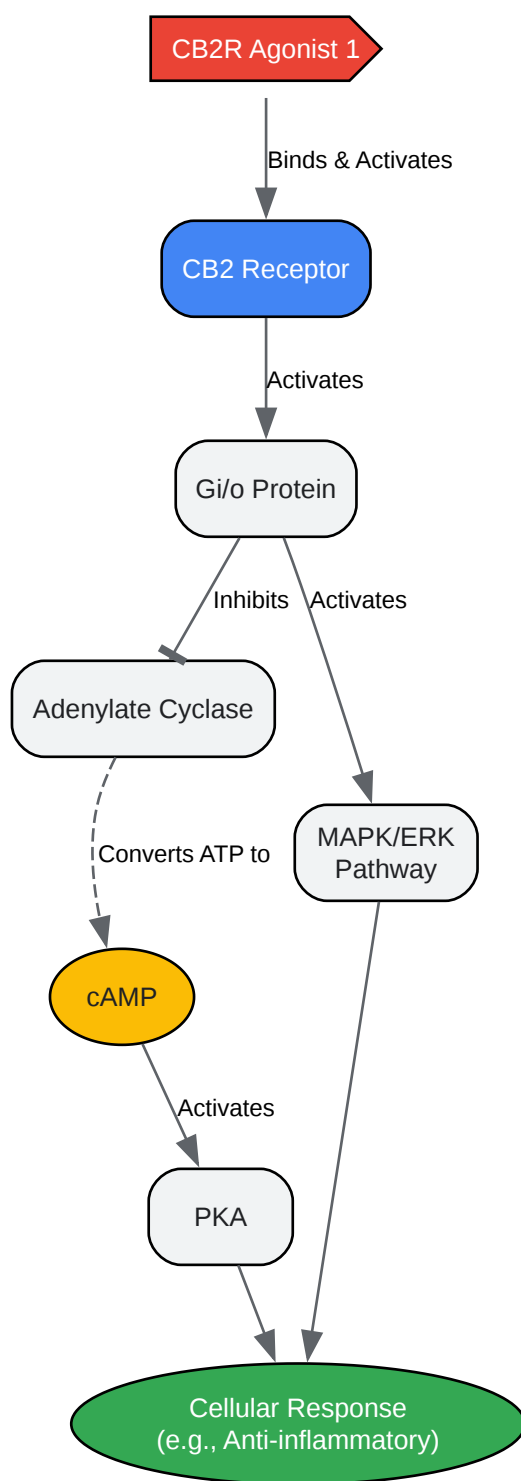 CB2R Agonist 1
Binds & Activates
CB2 Receptor
Activates
Gi/o Protein
Inhibits
Activates
Adenylate Cyclase
MAPK/ERK
Pathway
Converts ATP to
cAMP
Activates
PKA
Cellular Response
(e.g., Anti-inflammatory)